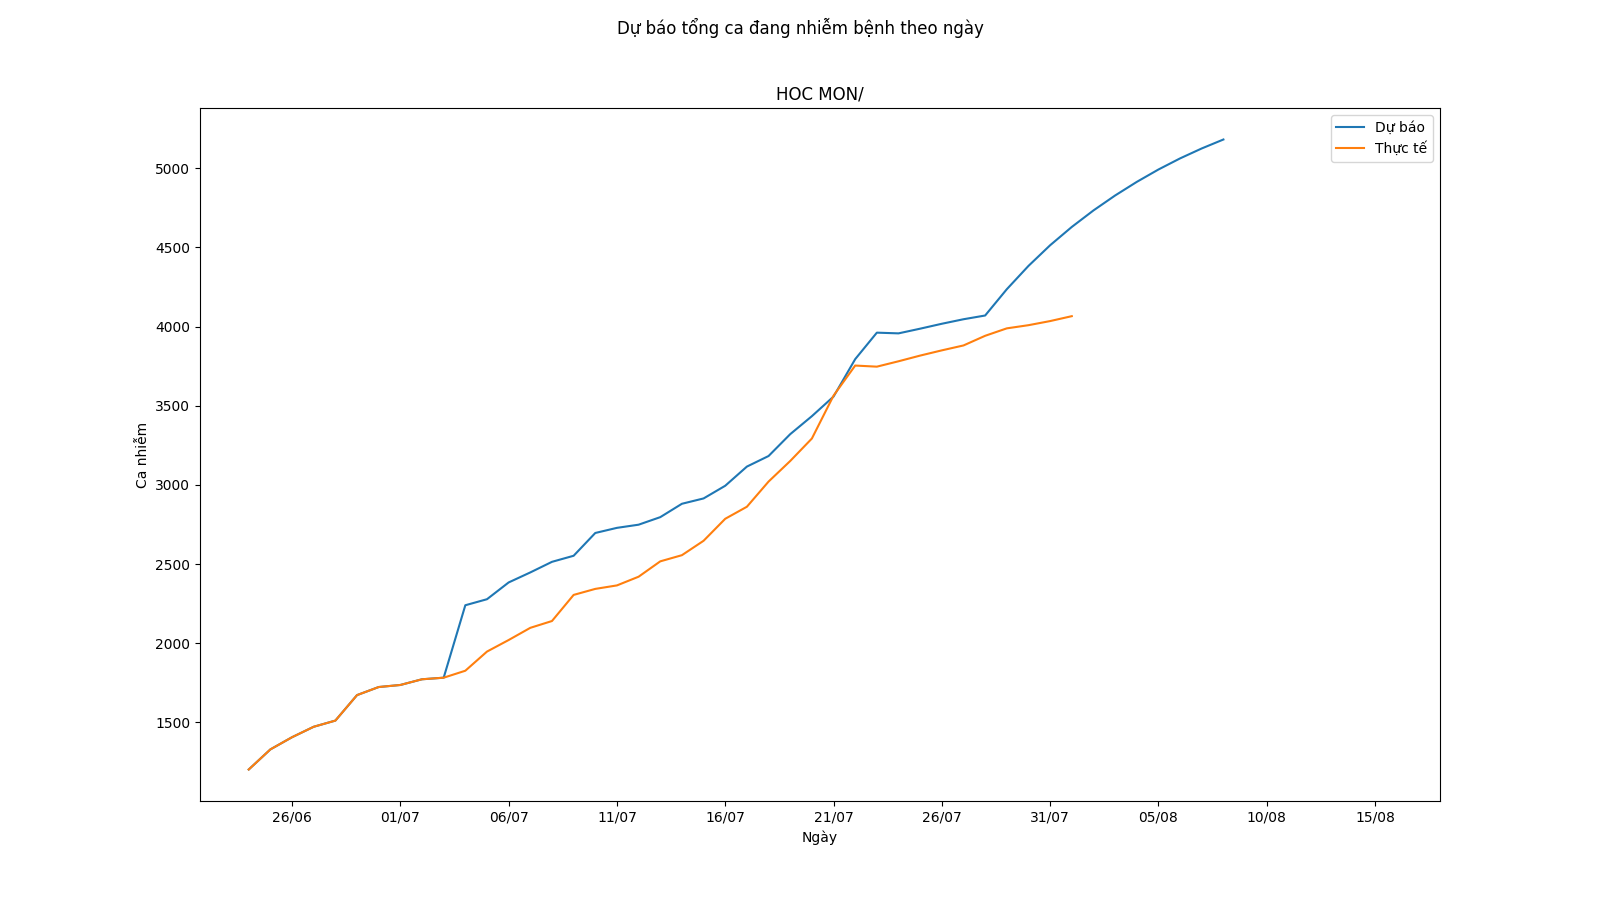 Dự báo tổng ca đang nhiễm bệnh theo ngày
HOC MON/
Dự báo
Thực tế
5000
4500
4000
3500
3000
2500
2000
1500
Ca nhiễm
26/06 01/07 06/07 11/07 16/07 21/07 26/07 31/07 05/08 10/08 15/08
Ngày